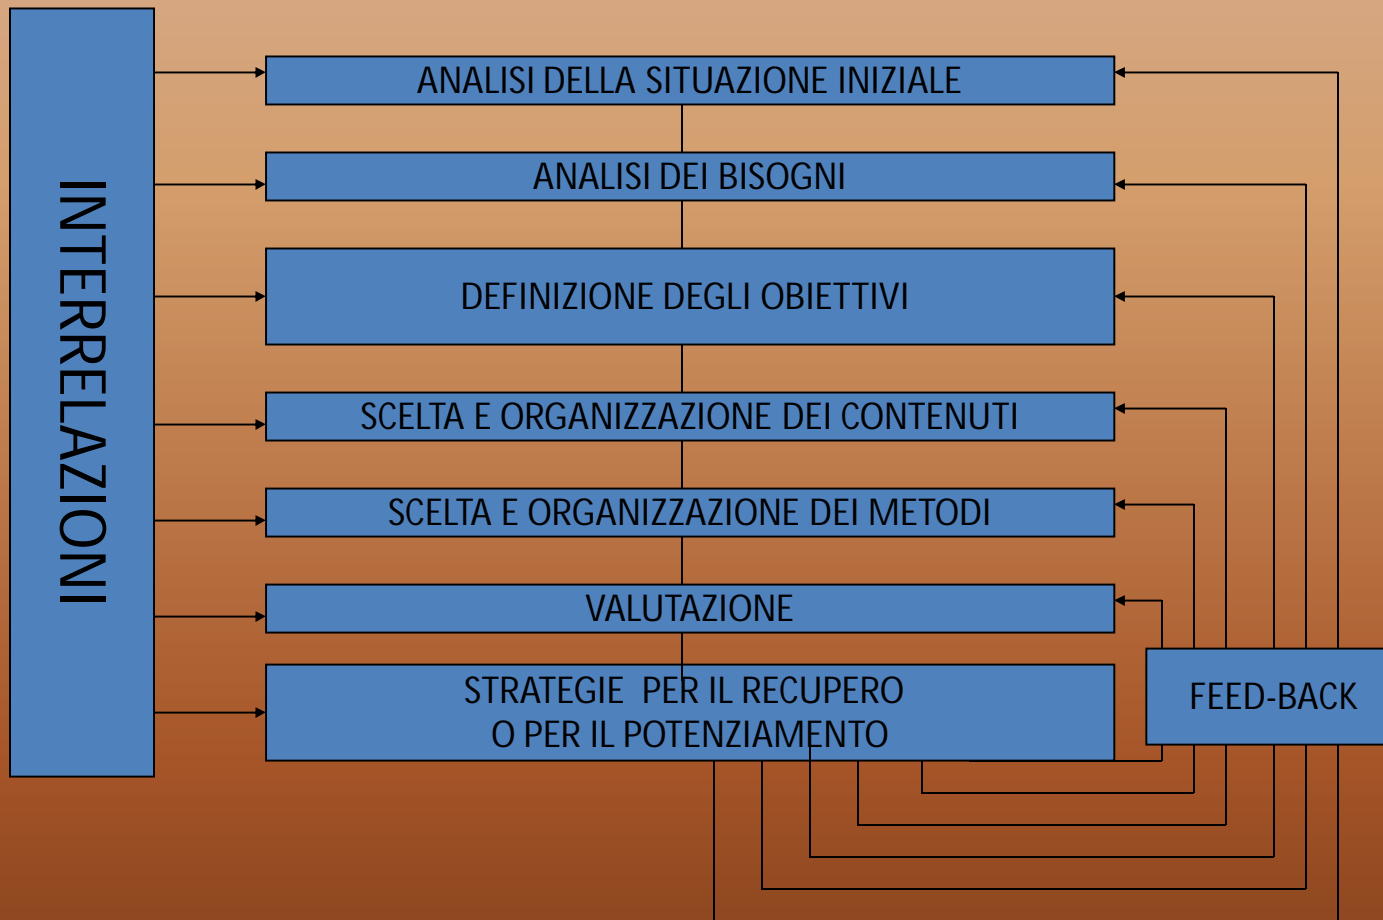 INTERRELAZIONI
ANALISI DELLA SITUAZIONE INIZIALE
ANALISI DEI BISOGNI
DEFINIZIONE DEGLI OBIETTIVI
SCELTA E ORGANIZZAZIONE DEI CONTENUTI
SCELTA E ORGANIZZAZIONE DEI METODI
VALUTAZIONE
STRATEGIE PER IL RECUPERO
O PER IL POTENZIAMENTO
FEED-BACK